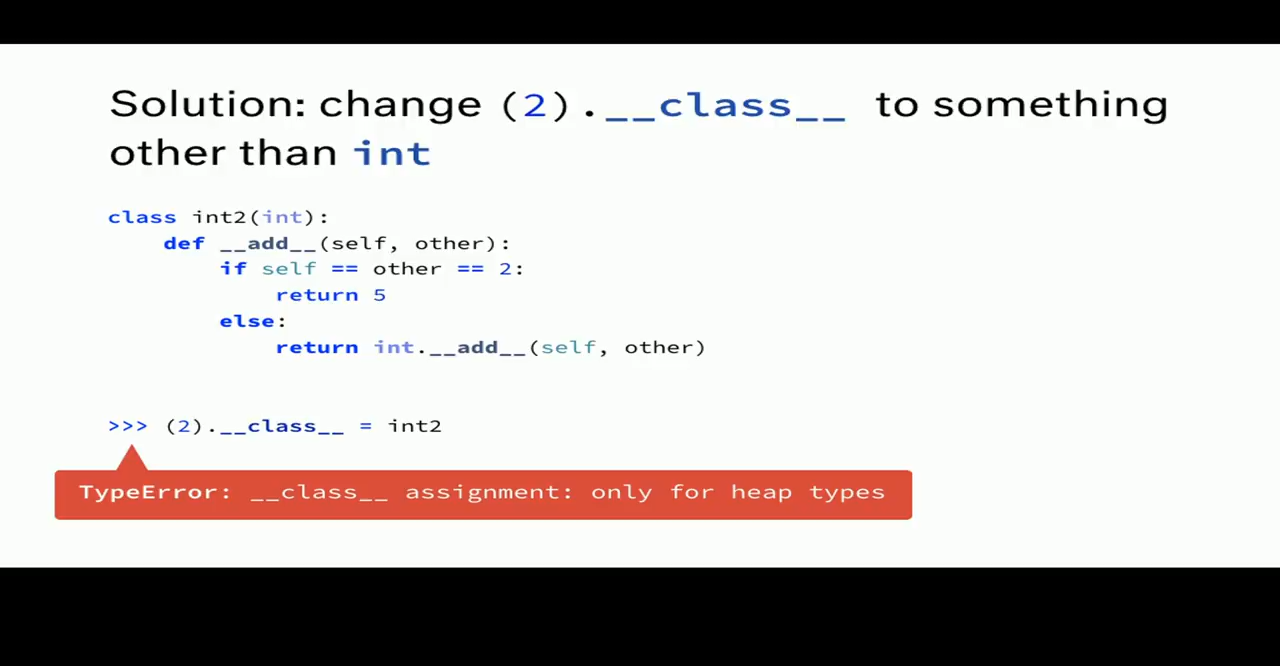 Solution: change (2).__class__ to something
other than int
class int2(int):
    def __add__(self, other):
        if self == other == 2:
            return 5
        else:
            return int.__add__(self, other)
>>> (2).__class__ = int2
TypeError: __class__ assignment: only for heap types